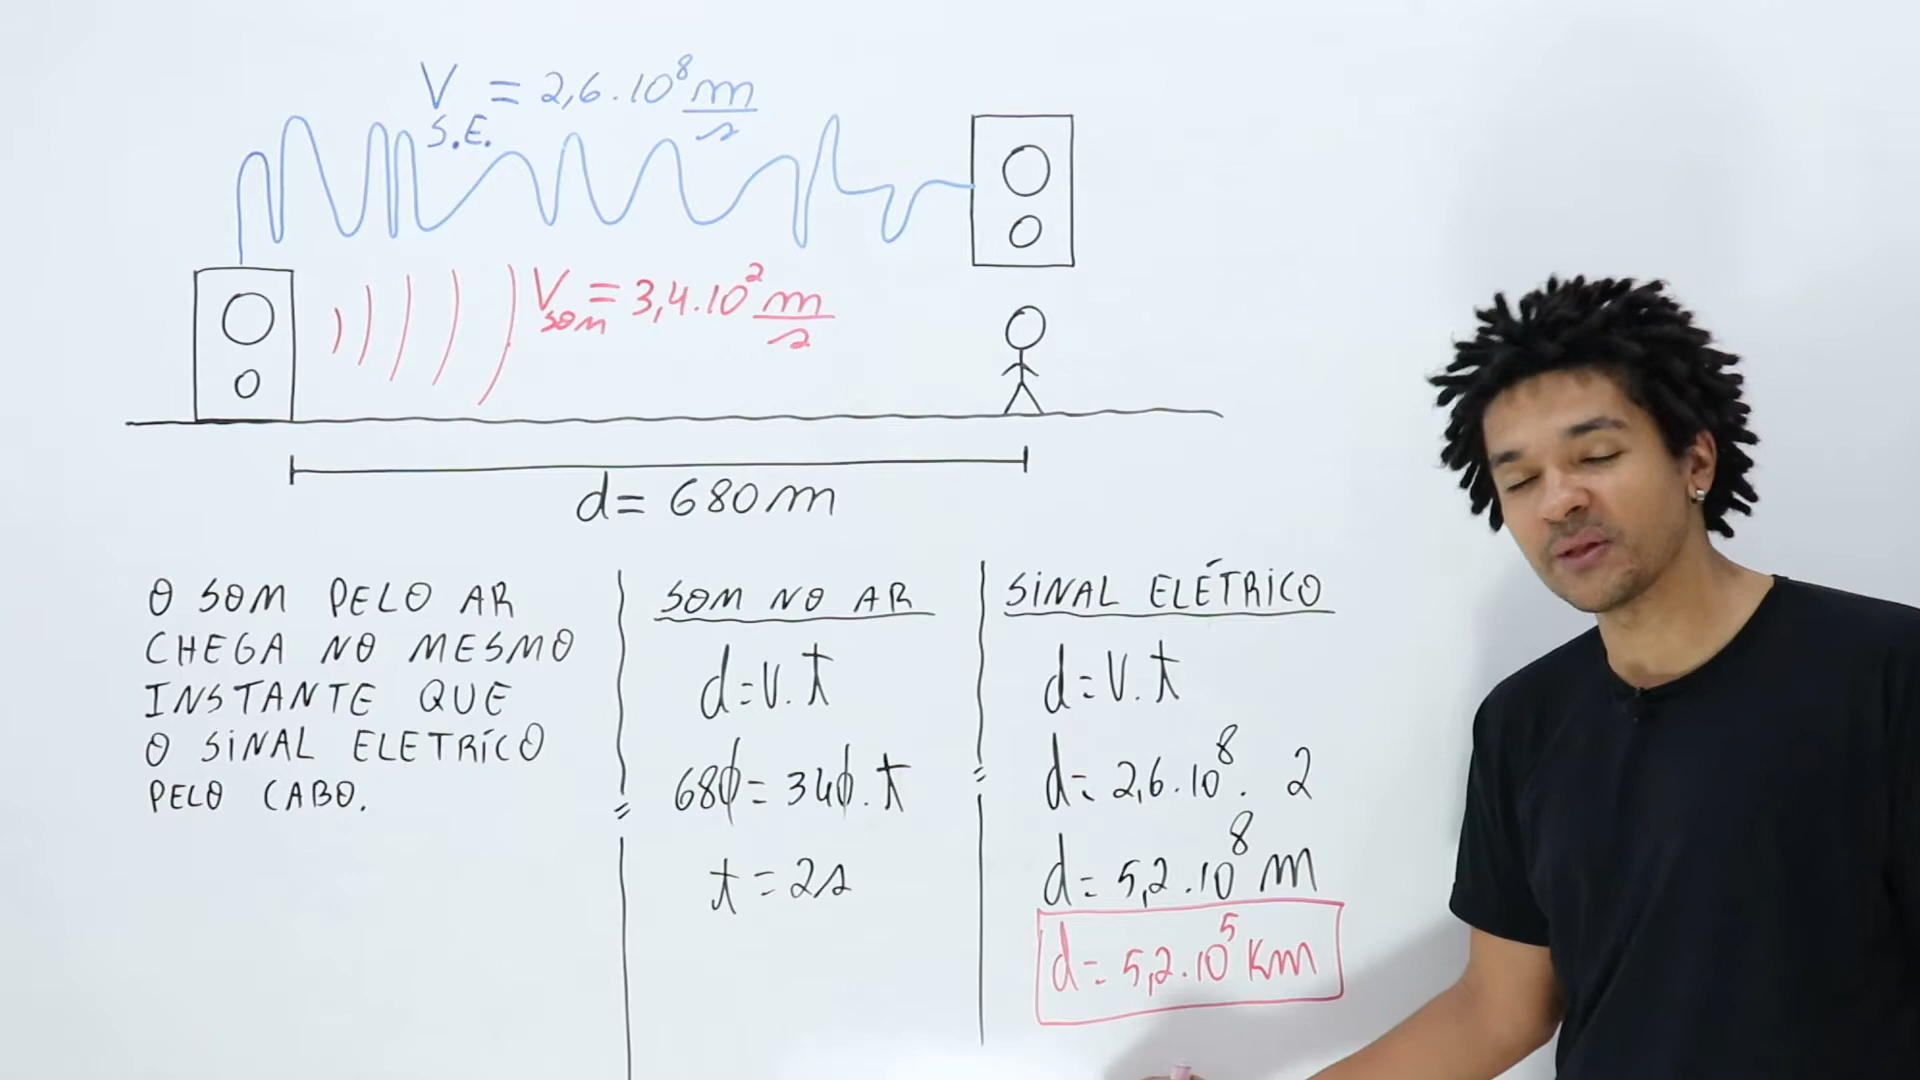 V S.E. = 2,6.10⁸ m/s
V som = 3,4.10² m/s
d= 680m
O SOM PELO AR
CHEGA NO MESMO
INSTANTE QUE
O SINAL ELETRÍCO
PELO CABO.
SOM NO AR
d=V.t
680=340.t
t=2s
SINAL ELÉTRICO
d=V.t
d=2,6.10⁸. 2
d=5,2.10⁸ m
d=5,2.10⁵ Km